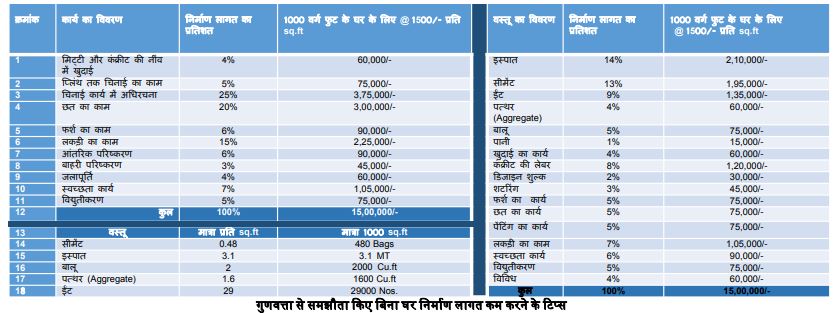 क्रमांक कार्य का विवरण निर्माण लागत का प्रतिशत 1000 वर्ग फुट के घर के लिए @ 1500/- प्रति sq.ft
1 मिट्टी और कंक्रीट की नींव में खुदाई 4% 60,000/-
2 प्लिंथ तक चिनाई का काम 5% 75,000/-
3 चिनाई कार्य में अधिरचना 25% 3,75,000/-
4 छत का काम 20% 3,00,000/-
5 फर्श का काम 6% 90,000/-
6 लकड़ी का काम 15% 2,25,000/-
7 आंतरिक परिष्करण 6% 90,000/-
8 बाहरी परिष्करण 3% 45,000/-
9 जलापूर्ति 4% 60,000/-
10 स्वच्छता कार्य 7% 1,05,000/-
11 वियुतीकरण 5% 75,000/-
12 कुल 100% 15,00,000/-
13 वस्तू मात्रा प्रति sq.ft मात्रा 1000 sq.ft
14 सीमेंट 0.48 480 Bags
15 इस्पात 3.1 3.1 MT
16 बालू 2 2000 Cu.ft
17 पत्थर (Aggregate) 1.6 1600 Cu.ft
18 ईंट 29 29000 Nos.
वस्तू का विवरण निर्माण लागत का प्रतिशत 1000 वर्ग फुट के घर के लिए @ 1500/- प्रति sq.ft
इस्पात 14% 2,10,000/-
सीमेंट 13% 1,95,000/-
ईंट 9% 1,35,000/-
पत्थर (Aggregate) 4% 60,000/-
बालू 5% 75,000/-
पानी 1% 15,000/-
खुदाई का कार्य 4% 60,000/-
कंक्रीट की लेबर 8% 1,20,000/-
डिजाइन शुल्क 2% 30,000/-
शटरिंग 3% 45,000/-
फर्श का कार्य 5% 75,000/-
छत का कार्य 5% 75,000/-
पेंटिंग का कार्य 5% 75,000/-
लकड़ी का काम 7% 1,05,000/-
स्वच्छता कार्य 6% 90,000/-
वियुतीकरण 5% 75,000/-
विविध 4% 60,000/-
कुल 100% 15,00,000/-
गुणवत्ता से समझौता किए बिना घर निर्माण लागत कम करने के टिप्स